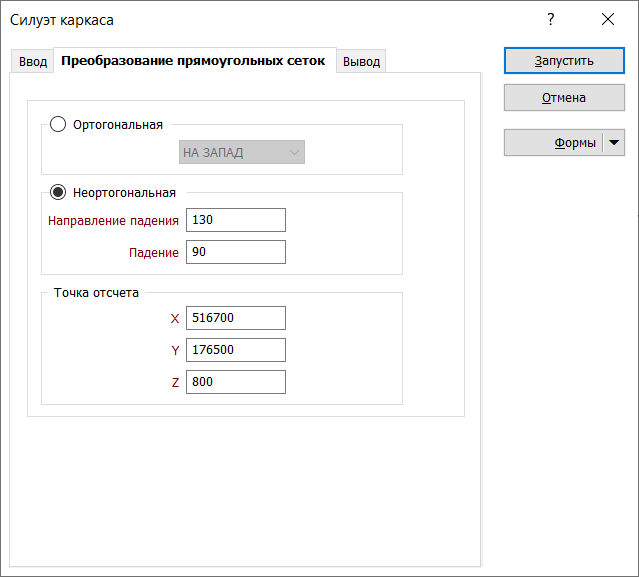 Силуэт каркаса
?
Ввод
Преобразование прямоугольных сеток
Вывод
Запустить
Отмена
Формы
Ортогональная
НА ЗАПАД
Неортогональная
Направление падения 130
Падение 90
Точка отсчета
X 516700
Y 176500
Z 800